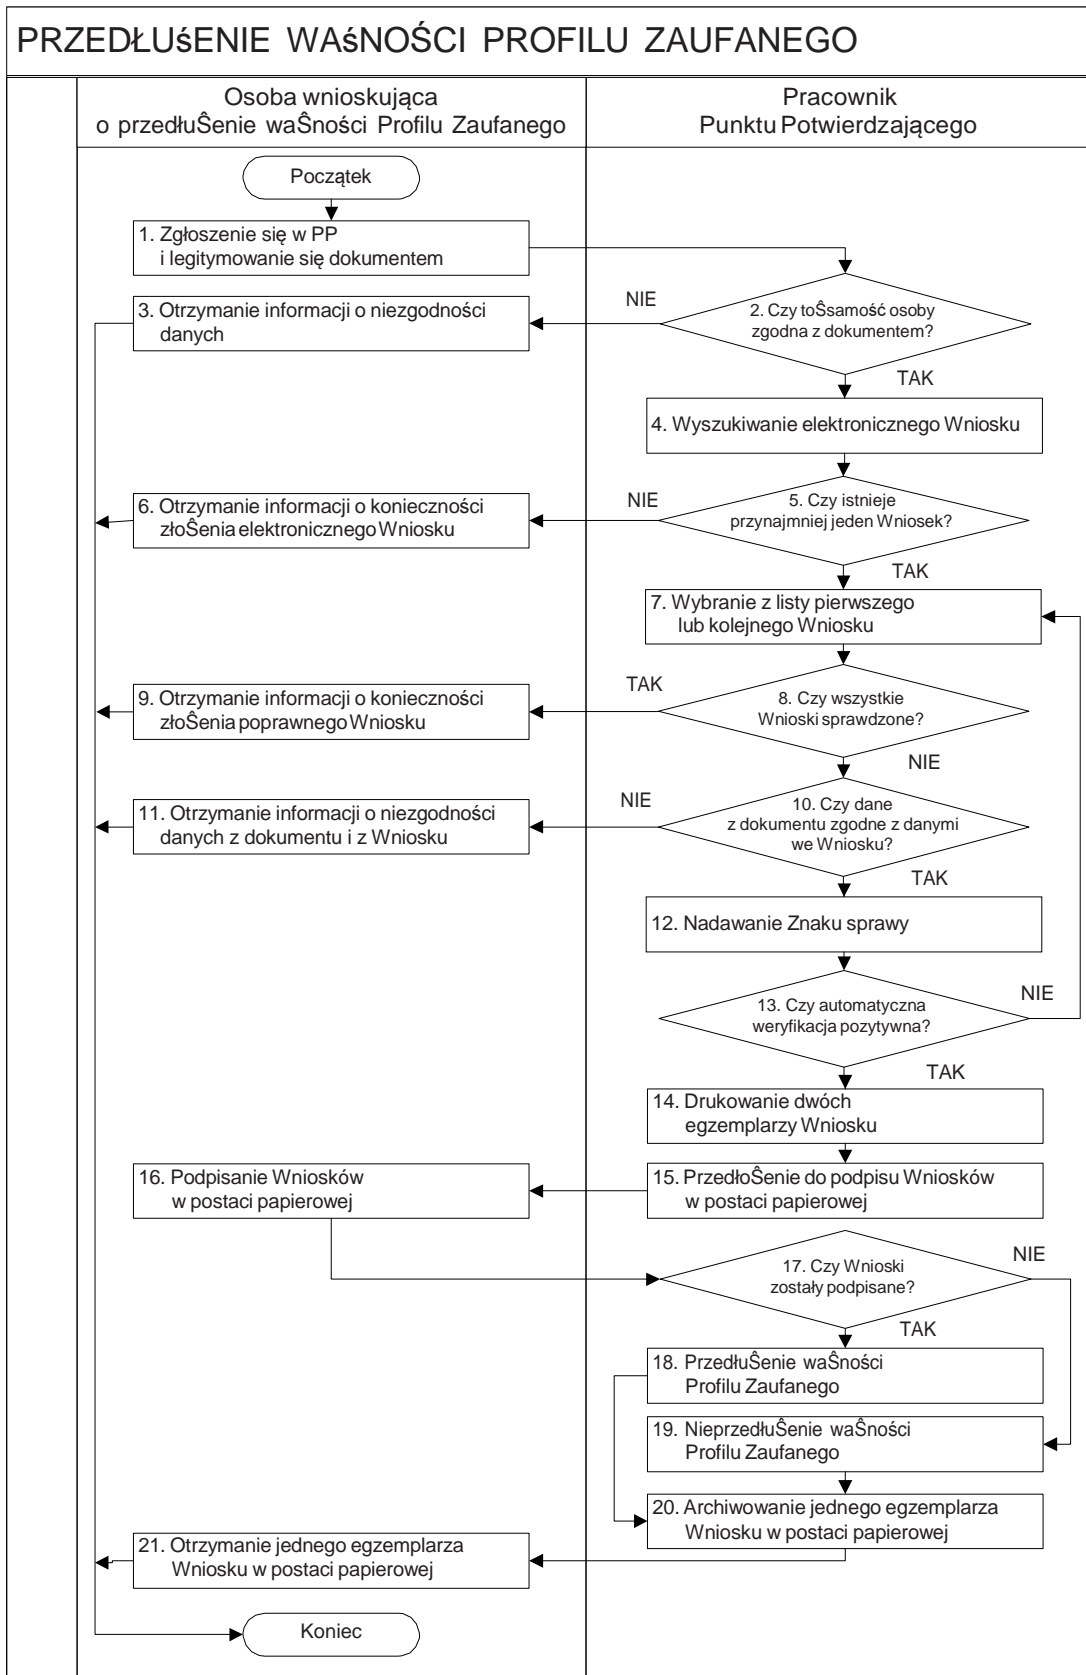 PRZEDŁUśENIE WAśNOŚCI PROFILU ZAUFANEGO
Osoba wnioskująca
o przedłuŜenie waŜności Profilu Zaufanego
Pracownik
Punktu Potwierdzającego
Początek
1. Zgłoszenie się w PP
i legitymowanie się dokumentem
NIE
2. Czy toŜsamość osoby
zgodna z dokumentem?
3. Otrzymanie informacji o niezgodności
danych
TAK
4. Wyszukiwanie elektronicznego Wniosku
NIE
5. Czy istnieje
przynajmniej jeden Wniosek?
6. Otrzymanie informacji o konieczności
złoŜenia elektronicznego Wniosku
TAK
7. Wybranie z listy pierwszego
lub kolejnego Wniosku
TAK
8. Czy wszystkie
Wnioski sprawdzone?
9. Otrzymanie informacji o konieczności
złoŜenia poprawnego Wniosku
NIE
NIE
10. Czy dane
z dokumentu zgodne z danymi
we Wniosku?
11. Otrzymanie informacji o niezgodności
danych z dokumentu i z Wniosku
TAK
12. Nadawanie Znaku sprawy
NIE
13. Czy automatyczna
weryfikacja pozytywna?
TAK
14. Drukowanie dwóch
egzemplarzy Wniosku
15. PrzedłoŜenie do podpisu Wniosków
w postaci papierowej
16. Podpisanie Wniosków
w postaci papierowej
NIE
17. Czy Wnioski
zostały podpisane?
TAK
18. PrzedłuŜenie waŜności
Profilu Zaufanego
19. NieprzedłuŜenie waŜności
Profilu Zaufanego
20. Archiwowanie jednego egzemplarza
Wniosku w postaci papierowej
21. Otrzymanie jednego egzemplarza
Wniosku w postaci papierowej
Koniec